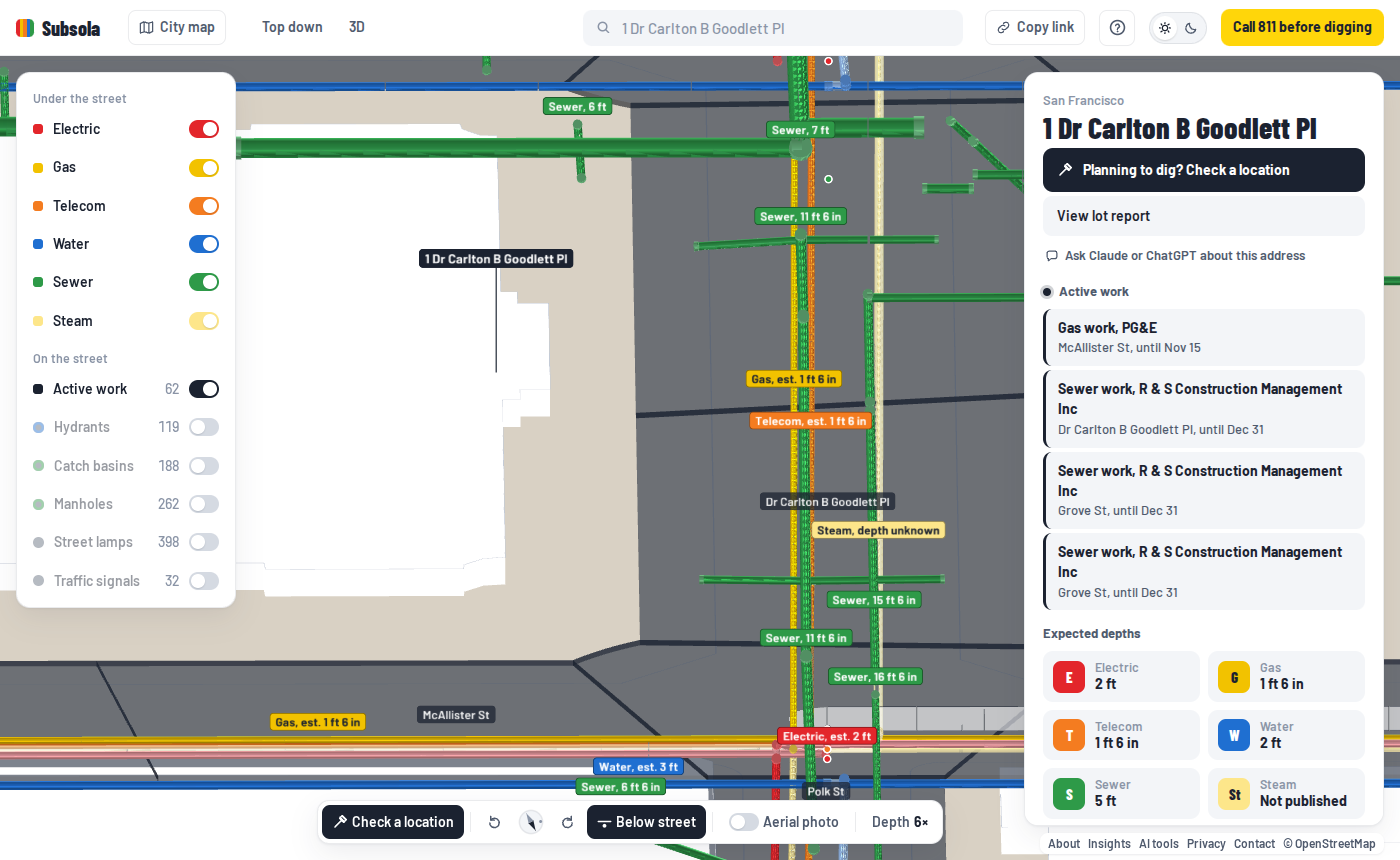 Subsola
City map
Top down
3D
1 Dr Carlton B Goodlett Pl
Copy link
Call 811 before digging
Under the street
Electric
Gas
Telecom
Water
Sewer
Steam
On the street
Active work 62
Hydrants 119
Catch basins 188
Manholes 262
Street lamps 398
Traffic signals 32
Sewer, 6 ft
Sewer, 7 ft
Sewer, 11 ft 6 in
1 Dr Carlton B Goodlett Pl
Gas, est. 1 ft 6 in
Telecom, est. 1 ft 6 in
Dr Carlton B Goodlett Pl
Steam, depth unknown
Sewer, 15 ft 6 in
Sewer, 11 ft 6 in
Sewer, 16 ft 6 in
McAllister St
Gas, est. 1 ft 6 in
Electric, est. 2 ft
Water, est. 3 ft
Sewer, 6 ft 6 in
Polk St
Check a location
Below street
Aerial photo
Depth 6×
San Francisco
1 Dr Carlton B Goodlett Pl
Planning to dig? Check a location
View lot report
Ask Claude or ChatGPT about this address
Active work
Gas work, PG&E
McAllister St, until Nov 15
Sewer work, R & S Construction Management
Inc
Dr Carlton B Goodlett Pl, until Dec 31
Sewer work, R & S Construction Management
Inc
Grove St, until Dec 31
Sewer work, R & S Construction Management
Inc
Grove St, until Dec 31
Expected depths
E
Electric
2 ft
G
Gas
1 ft 6 in
T
Telecom
1 ft 6 in
W
Water
2 ft
S
Sewer
5 ft
St
Steam
Not published
About Insights AI tools Privacy Contact © OpenStreetMap